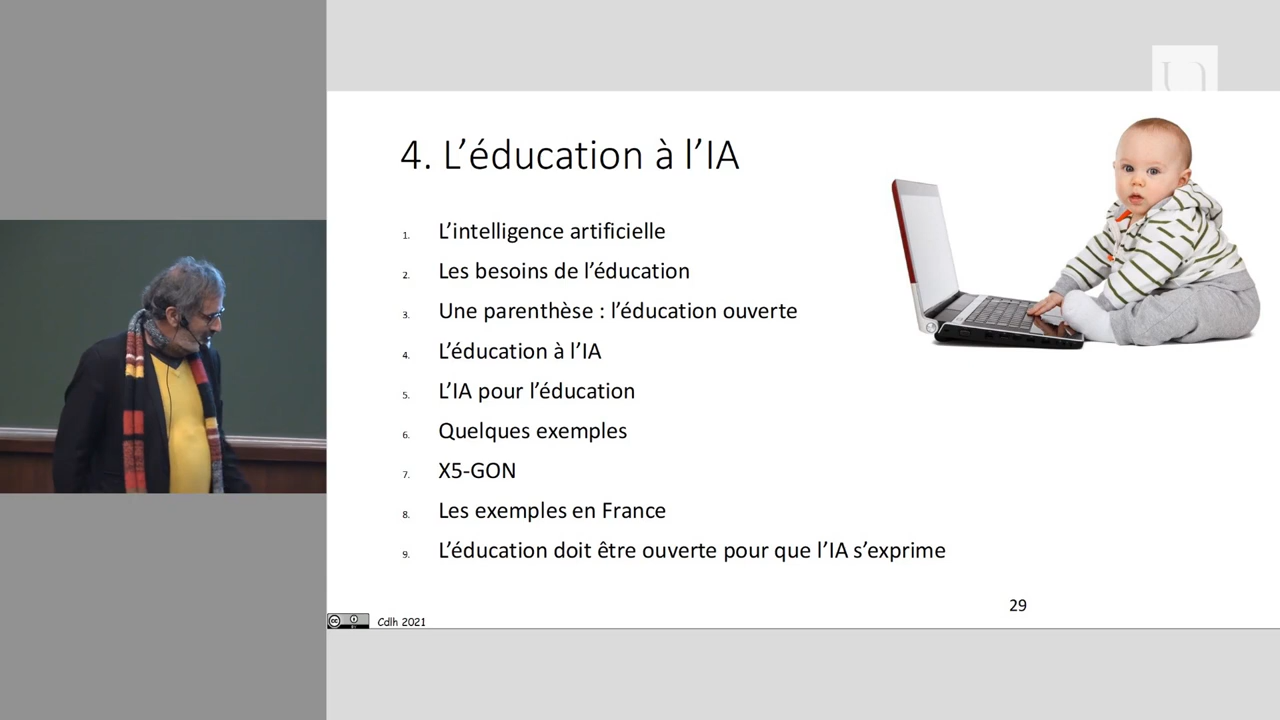 4. L’éducation à l’IA
1. L’intelligence artificielle
2. Les besoins de l’éducation
3. Une parenthèse : l’éducation ouverte
4. L’éducation à l’IA
5. L’IA pour l’éducation
6. Quelques exemples
7. X5-GON
8. Les exemples en France
9. L’éducation doit être ouverte pour que l’IA s’exprime
29
cc
Cdlh 2021